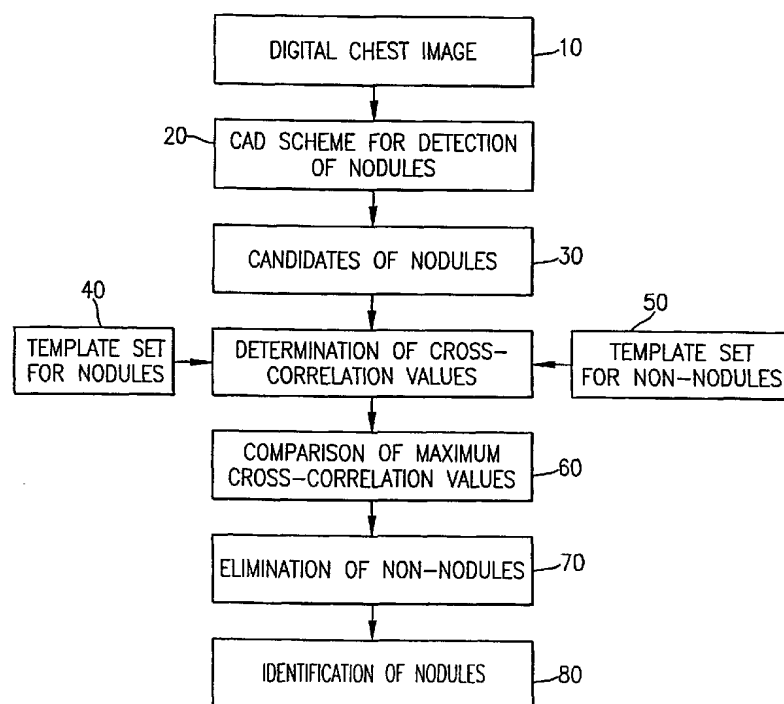 DIGITAL CHEST IMAGE
10
20
CAD SCHEME FOR DETECTION
OF NODULES
CANDIDATES OF NODULES
30
40
TEMPLATE SET
FOR NODULES
DETERMINATION OF CROSS-
CORRELATION VALUES
50
TEMPLATE SET
FOR NON-NODULES
COMPARISON OF MAXIMUM
CROSS-CORRELATION VALUES
60
ELIMINATION OF NON-NODULES
70
IDENTIFICATION OF NODULES
80